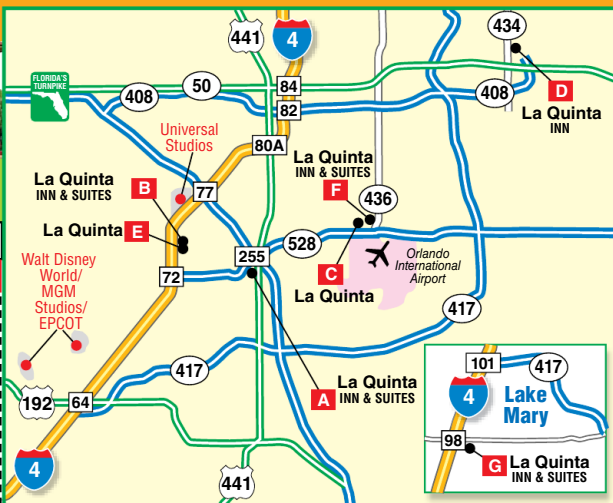 441
4
434
FLORIDA'S
TURNPIKE
408
50
84
82
408
D
La Quinta
INN
Universal
Studios
80A
La Quinta
INN & SUITES
F
436
La Quinta
INN & SUITES
B
77
La Quinta E
528
255
Orlando
International
Airport
C
La Quinta
Walt Disney
World/
MGM
Studios/
EPCOT
72
417
417
A
La Quinta
INN & SUITES
192
64
4
441
101
417
4
Lake
Mary
98
G La Quinta
INN & SUITES